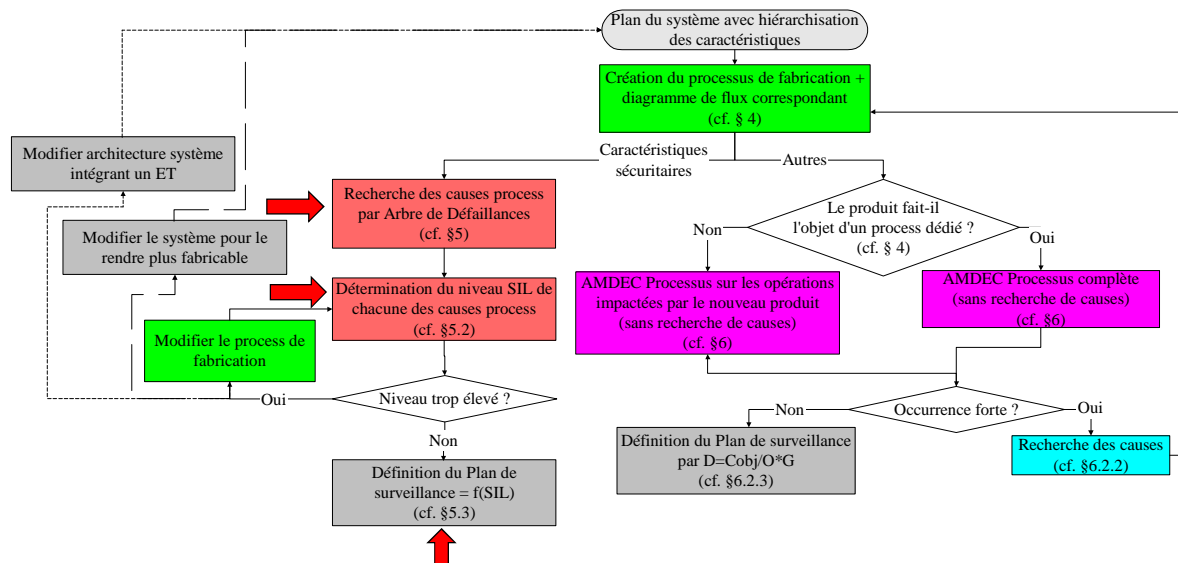 Plan du système avec hiérarchisation
des caractéristiques
Création du processus de fabrication +
diagramme de flux correspondant
(cf. § 4)
Caractéristiques
sécuritaires
Autres
Modifier architecture système
intégrant un ET
Recherche des causes process
par Arbre de Défaillances
(cf. §5)
Le produit fait-il
l'objet d'un process dédié ?
(cf. § 4)
Non
Oui
Modifier le système pour le
rendre plus fabricable
Détermination du niveau SIL de
chacune des causes process
(cf. §5.2)
AMDEC Processus sur les opérations
impactées par le nouveau produit
(sans recherche de causes)
(cf. §6)
AMDEC Processus complète
(sans recherche de causes)
(cf. §6)
Modifier le process de
fabrication
Oui
Niveau trop élevé ?
Non
Non
Occurrence forte ?
Oui
Définition du Plan de
surveillance = f(SIL)
(cf. §5.3)
Définition du Plan de surveillance
par D=Cobj/O*G
(cf. §6.2.3)
Recherche des causes
(cf. §6.2.2)